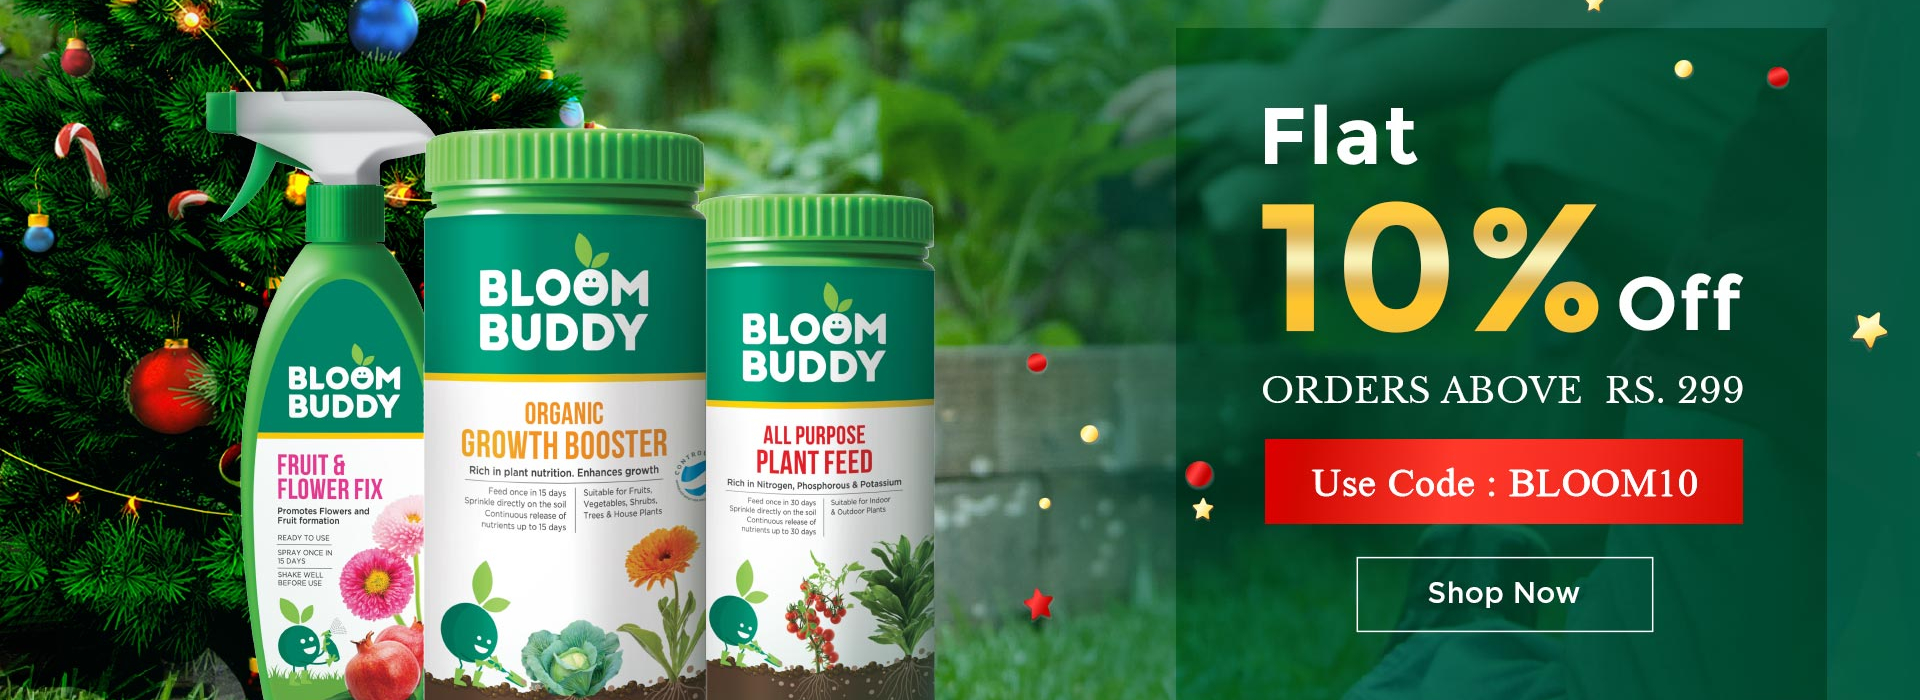 BLOOM
BUDDY
FRUIT &
FLOWER FIX
Promotes Flowers and
Fruit formation
READY TO USE
SPRAY ONCE IN
15 DAYS
SHAKE WELL
BEFORE USE
BLOOM
BUDDY
ORGANIC
GROWTH BOOSTER
Rich in plant nutrition. Enhances growth
Feed once in 15 days
Sprinkle directly on the soil
Continuous release of
nutrients up to 15 days
Suitable for Fruits,
Vegetables, Shrubs,
Trees & House Plants
BLOOM
BUDDY
ALL PURPOSE
PLANT FEED
Rich in Nitrogen, Phosphorous & Potassium
Feed once in 30 days
Sprinkle directly on the soil
Continuous release of
nutrients up to 30 days
Suitable for Indoor
& Outdoor Plants
Flat
10% Off
ORDERS ABOVE RS. 299
Use Code : BLOOM10
Shop Now